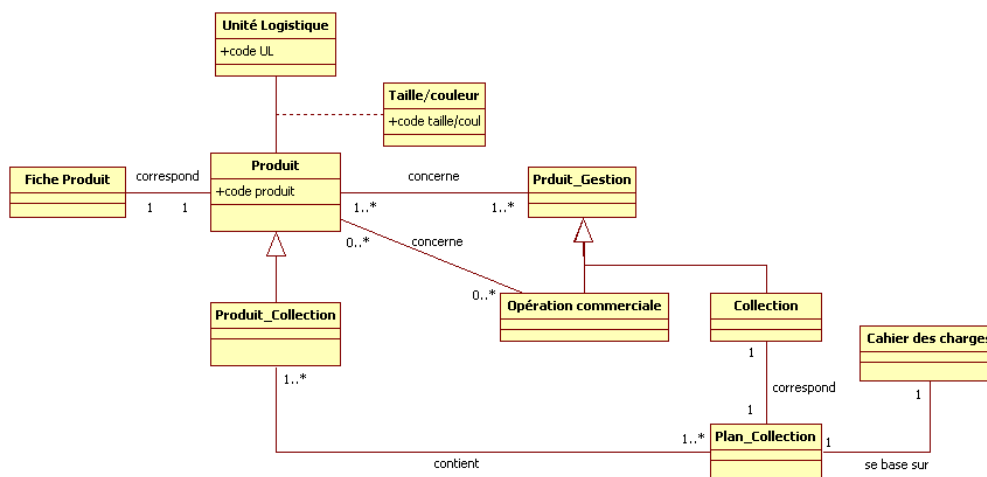 Unité Logistique
+code UL
Taille/couleur
+code taille/coul
Fiche Produit
correspond
1
1
Produit
+code produit
concerne
1..*
1..*
Prduit_Gestion
0..*
concerne
0..*
Produit_Collection
1..*
Opération commerciale
Collection
1
Cahier des charges
1
correspond
1
1..*
Plan_Collection
1
contient
se base sur